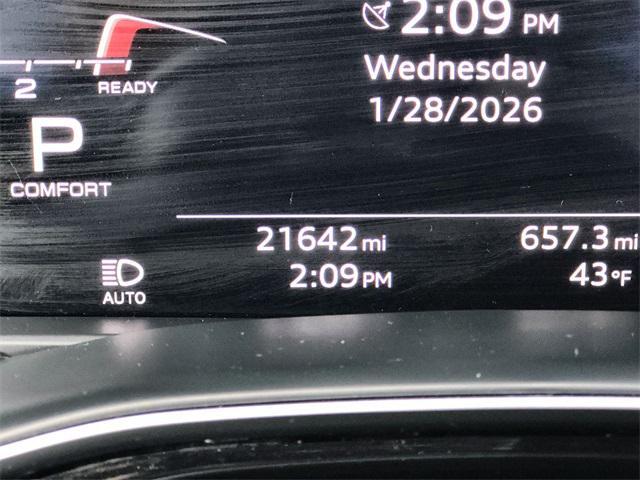 2:09 PM
Wednesday
1/28/2026
2
READY
P
COMFORT
21642 mi
657.3 mi
2:09 PM
43 °F
AUTO